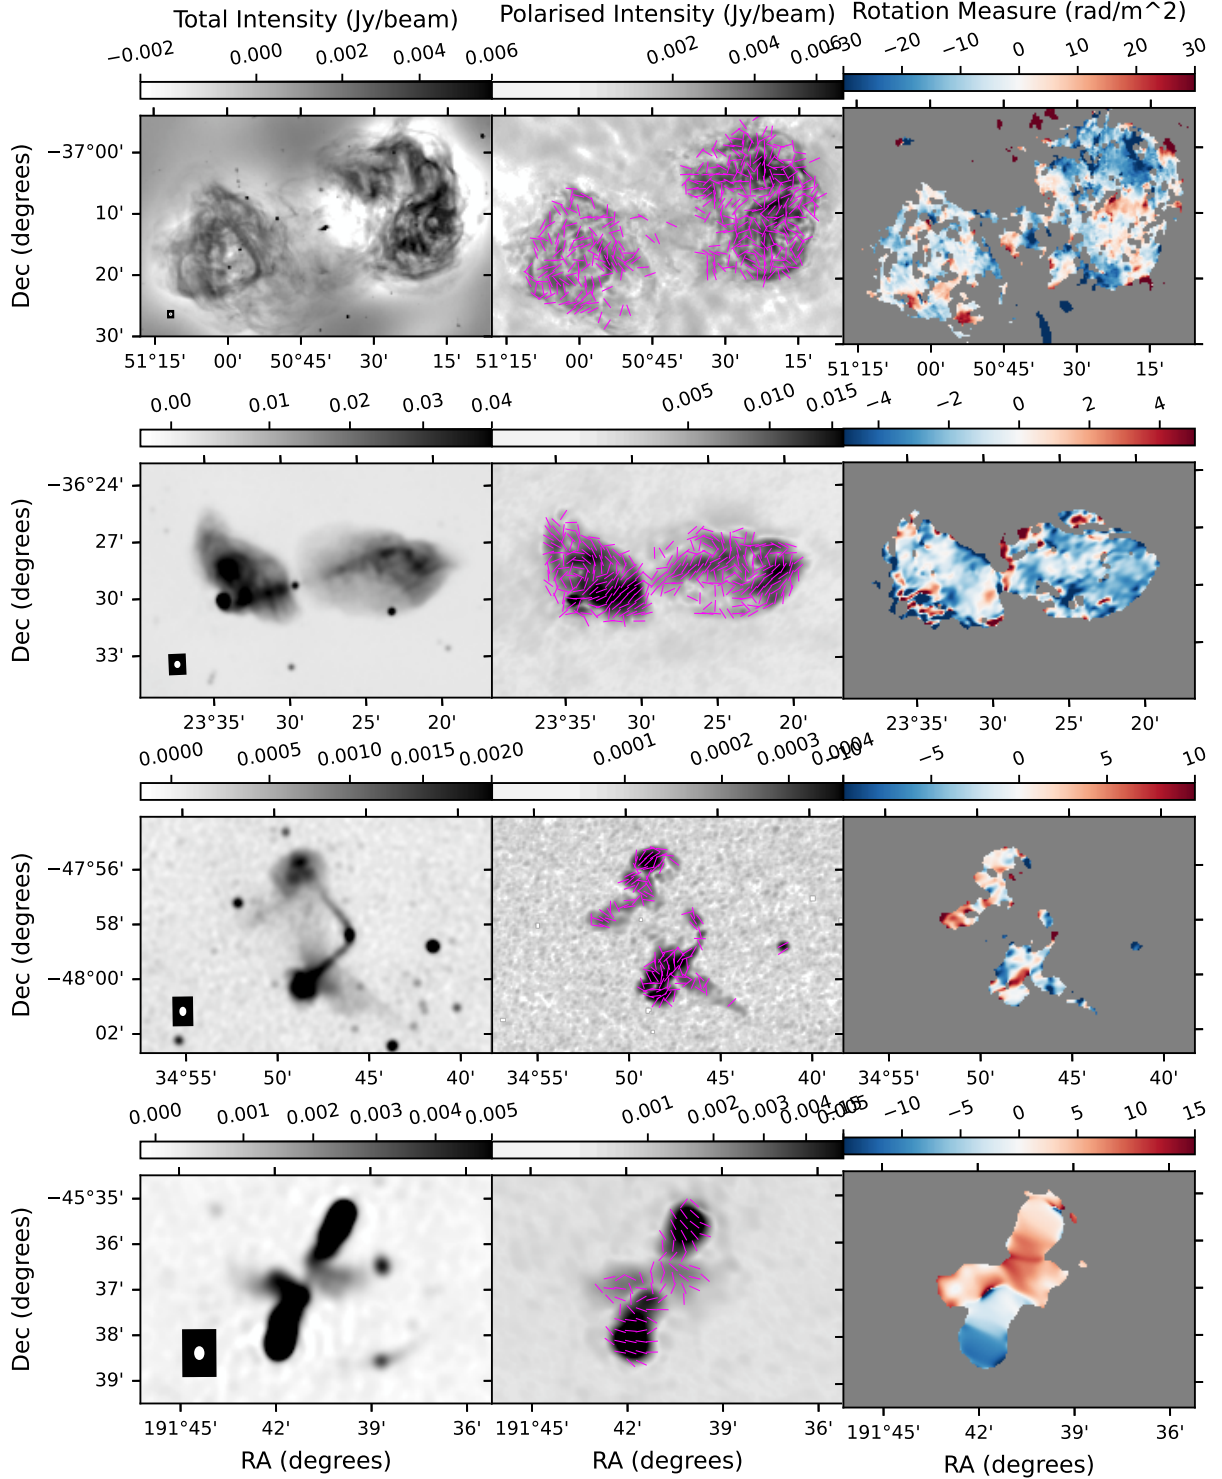 Total Intensity (Jy/beam) Polarised Intensity (Jy/beam) Rotation Measure (rad/m^2)
−0.002 0.000 0.002 0.004 0.006 0.002 0.004 0.006 −30 −20 −10 0 10 20 30
Dec (degrees)
−37°00'
10'
20'
30'
51°15' 00' 50°45' 30' 15' 51°15' 00' 50°45' 30' 15' 51°15' 00' 50°45' 30' 15'
0.00 0.01 0.02 0.03 0.04 0.005 0.010 0.015 −4 −2 0 2 4
Dec (degrees)
−36°24'
27'
30'
33'
23°35' 30' 25' 20' 23°35' 30' 25' 20' 23°35' 30' 25' 20'
0.0000 0.0005 0.0010 0.0015 0.0020 0.0001 0.0002 0.0003 0.0004 −10 −5 0 5 10
Dec (degrees)
−47°56'
58'
−48°00'
02'
34°55' 50' 45' 40' 34°55' 50' 45' 40' 34°55' 50' 45' 40'
0.000 0.001 0.002 0.003 0.004 0.005 0.001 0.002 0.003 0.004 0.005 −15 −10 −5 0 5 10 15
Dec (degrees)
−45°35'
36'
37'
38'
39'
191°45' 42' 39' 36' 191°45' 42' 39' 36' 191°45' 42' 39' 36'
RA (degrees) RA (degrees) RA (degrees)